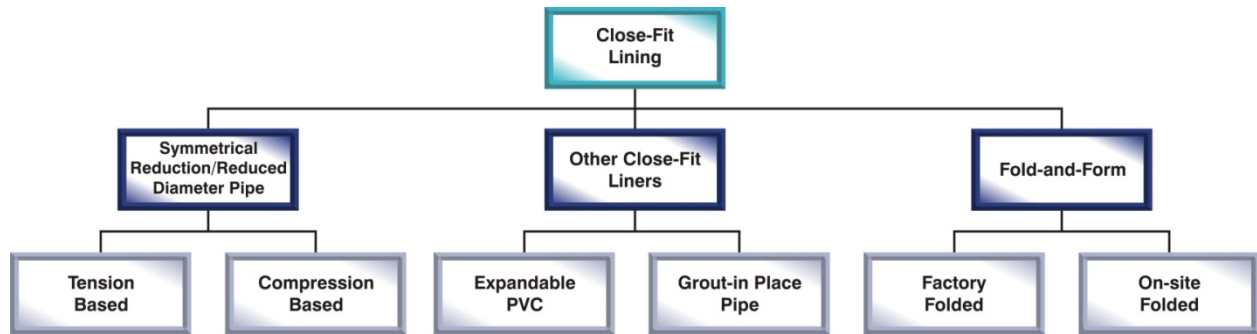 Close-Fit
Lining
Symmetrical
Reduction/Reduced
Diameter Pipe
Other Close-Fit
Liners
Fold-and-Form
Tension
Based
Compression
Based
Expandable
PVC
Grout-in Place
Pipe
Factory
Folded
On-site
Folded